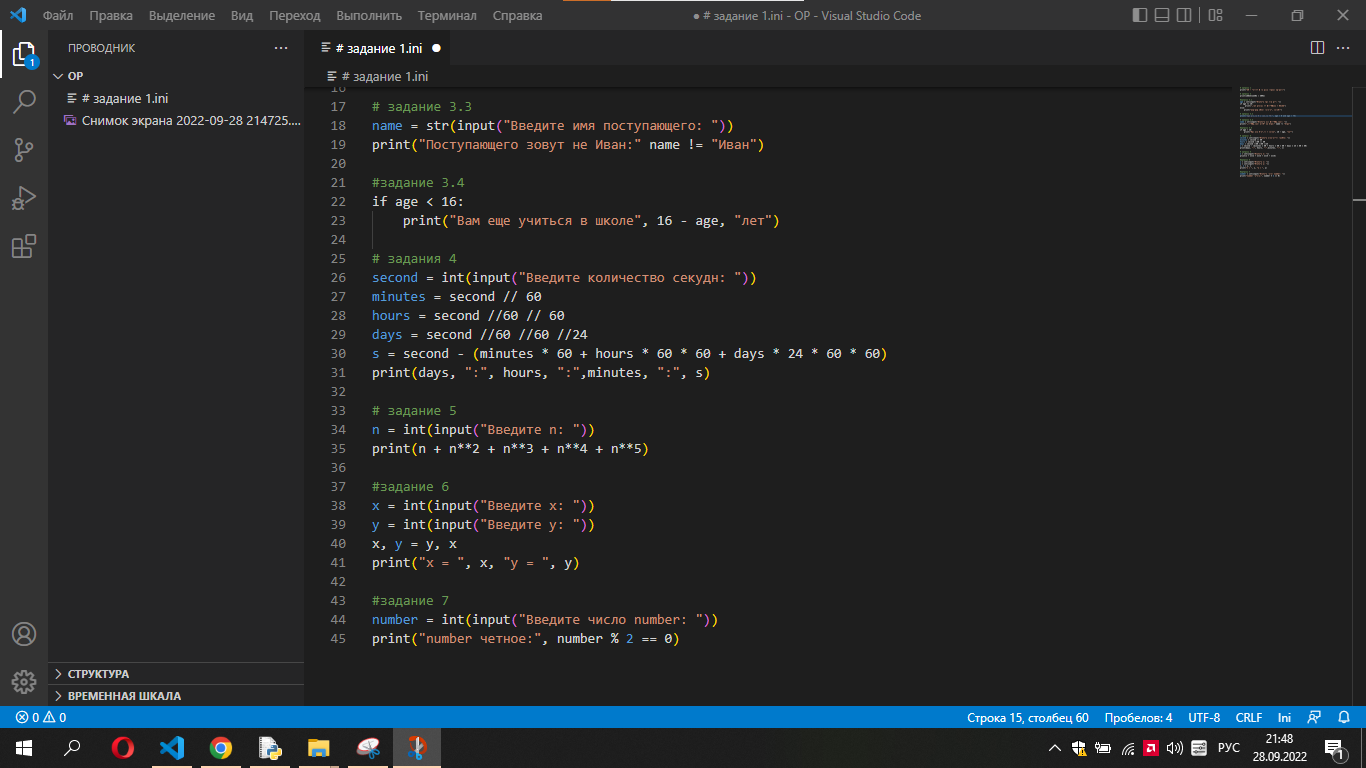 Файл Правка Выделение Вид Переход Выполнить Терминал Справка
● # задание 1.ini - OP - Visual Studio Code
ПРОВОДНИК
OP
# задание 1.ini
Снимок экрана 2022-09-28 214725....
СТРУКТУРА
ВРЕМЕННАЯ ШКАЛА
# задание 1.ini ●
# задание 1.ini
16
17 # задание 3.3
18 name = str(input("Введите имя поступающего: "))
19 print("Поступающего зовут не Иван:" name != "Иван")
20
21 #задание 3.4
22 if age < 16:
23     print("Вам еще учиться в школе", 16 - age, "лет")
24
25 # задания 4
26 second = int(input("Введите количество секудн: "))
27 minutes = second // 60
28 hours = second //60 // 60
29 days = second //60 //60 //24
30 s = second - (minutes * 60 + hours * 60 * 60 + days * 24 * 60 * 60)
31 print(days, ":", hours, ":",minutes, ":", s)
32
33 # задание 5
34 n = int(input("Введите n: "))
35 print(n + n**2 + n**3 + n**4 + n**5)
36
37 #задание 6
38 x = int(input("Введите x: "))
39 y = int(input("Введите y: "))
40 x, y = y, x
41 print("x = ", x, "y = ", y)
42
43 #задание 7
44 number = int(input("Введите число number: "))
45 print("number четное:", number % 2 == 0)
1
0 0
Строка 15, столбец 60 Пробелов: 4 UTF-8 CRLF Ini
РУС
21:48
28.09.2022
1